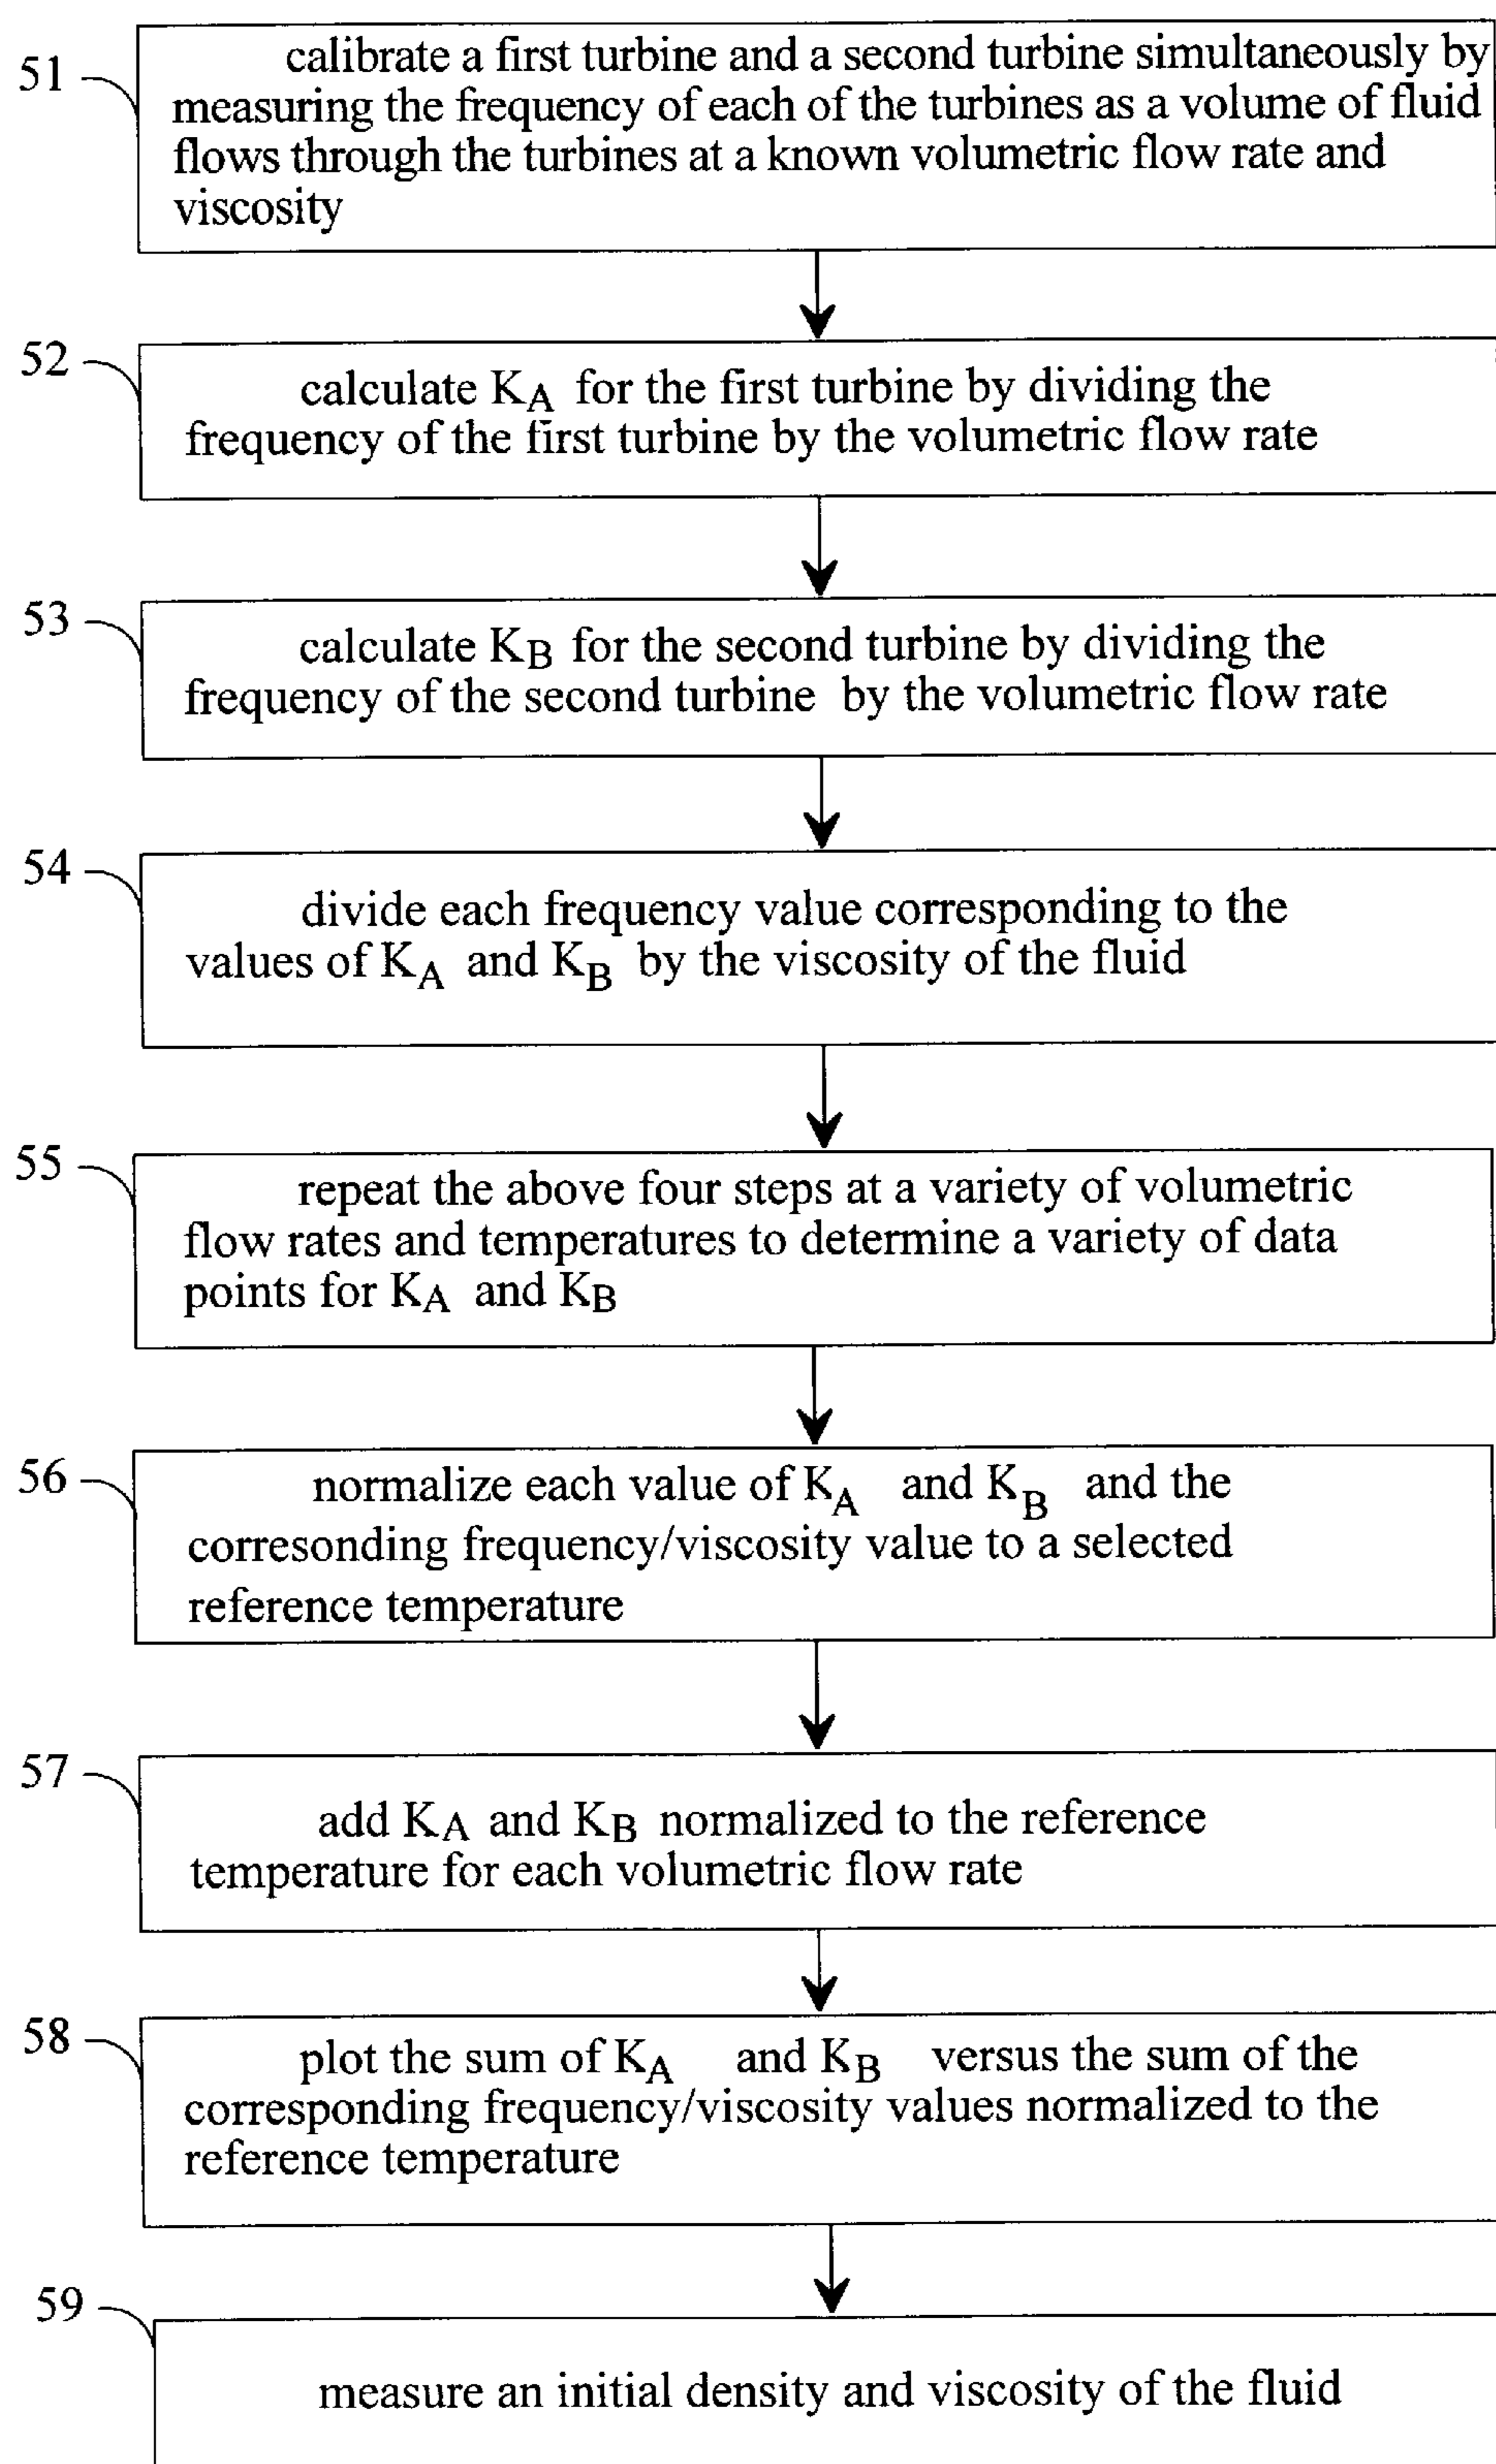 51
calibrate a first turbine and a second turbine simultaneously by
measuring the frequency of each of the turbines as a volume of fluid
flows through the turbines at a known volumetric flow rate and
viscosity
52
calculate KA for the first turbine by dividing the
frequency of the first turbine by the volumetric flow rate
53
calculate KB for the second turbine by dividing the
frequency of the second turbine by the volumetric flow rate
54
divide each frequency value corresponding to the
values of KA and KB by the viscosity of the fluid
55
repeat the above four steps at a variety of volumetric
flow rates and temperatures to determine a variety of data
points for KA and KB
56
normalize each value of KA and KB and the
corresonding frequency/viscosity value to a selected
reference temperature
57
add KA and KB normalized to the reference
temperature for each volumetric flow rate
58
plot the sum of KA and KB versus the sum of the
corresponding frequency/viscosity values normalized to the
reference temperature
59
measure an initial density and viscosity of the fluid